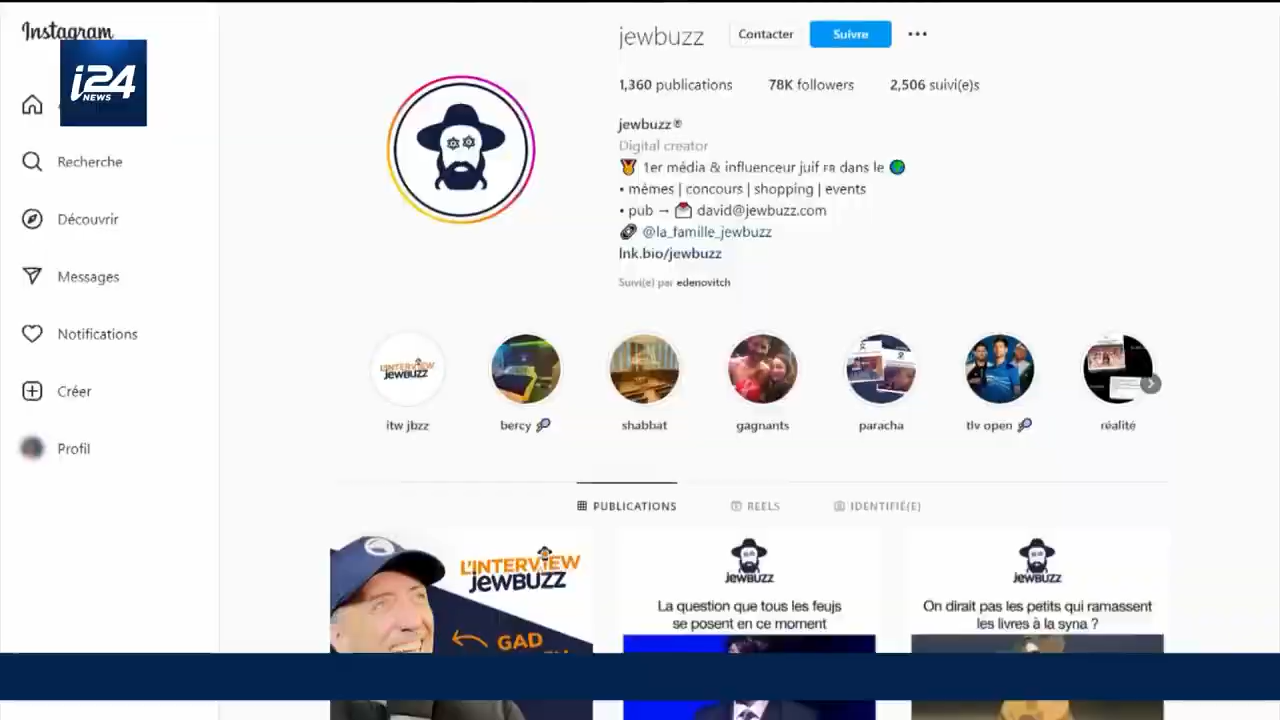 Instagram
i24
NEWS
Recherche
Découvrir
Messages
Notifications
Créer
Profil
jewbuzz
Contacter
Suivre
1,360 publications
78K followers
2,506 suivi(e)s
jewbuzz®
Digital creator
🏅 1er média & influenceur juif FR dans le 🌍
• mèmes | concours | shopping | events
• pub → 📩 david@jewbuzz.com
@la_famille_jewbuzz
lnk.bio/jewbuzz
Suivi(e) par edenovitch
L'INTERVIEW
JEWBUZZ
itw jbzz
bercy 🎾
shabbat
gagnants
paracha
tlv open 🎾
réalité
PUBLICATIONS
REELS
IDENTIFIÉ(E)
L'INTERVIEW
JEWBUZZ
GAD
JEWBUZZ
La question que tous les feujs
se posent en ce moment
JEWBUZZ
On dirait pas les petits qui ramassent
les livres à la syna ?